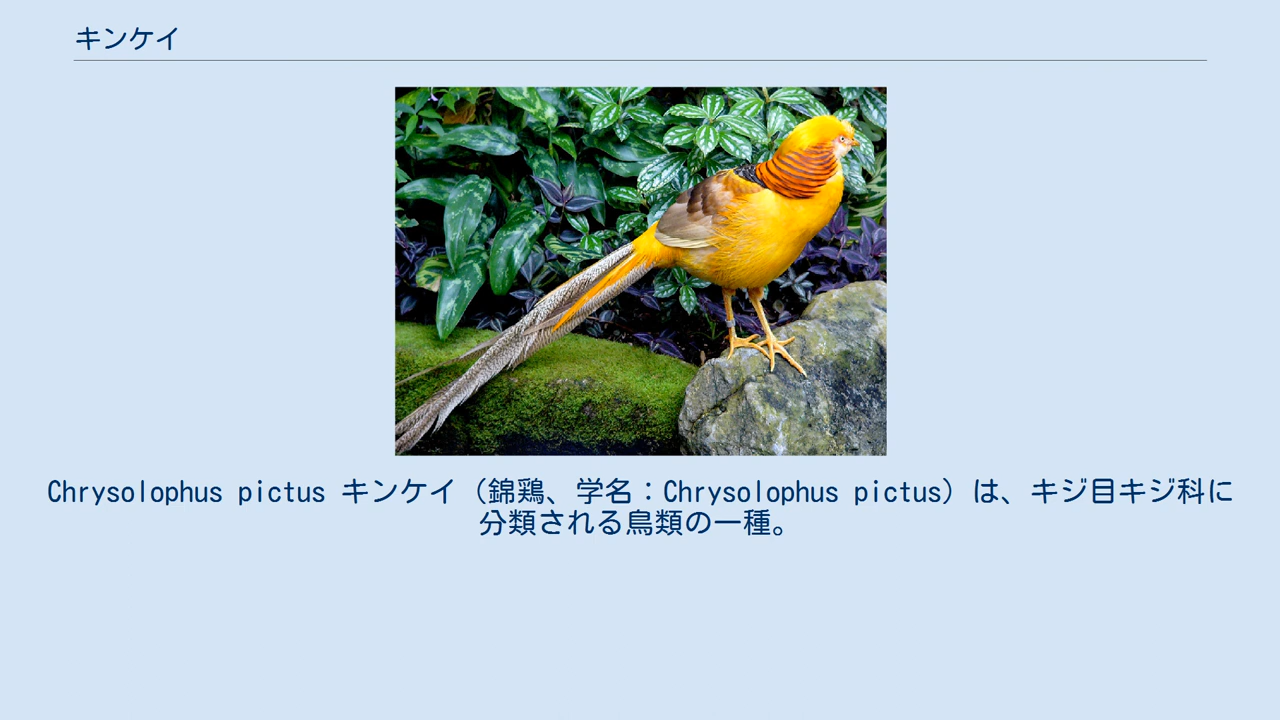 キンケイ
Chrysolophus pictus キンケイ（錦鶏、学名：Chrysolophus pictus）は、キジ目キジ科に
分類される鳥類の一種。